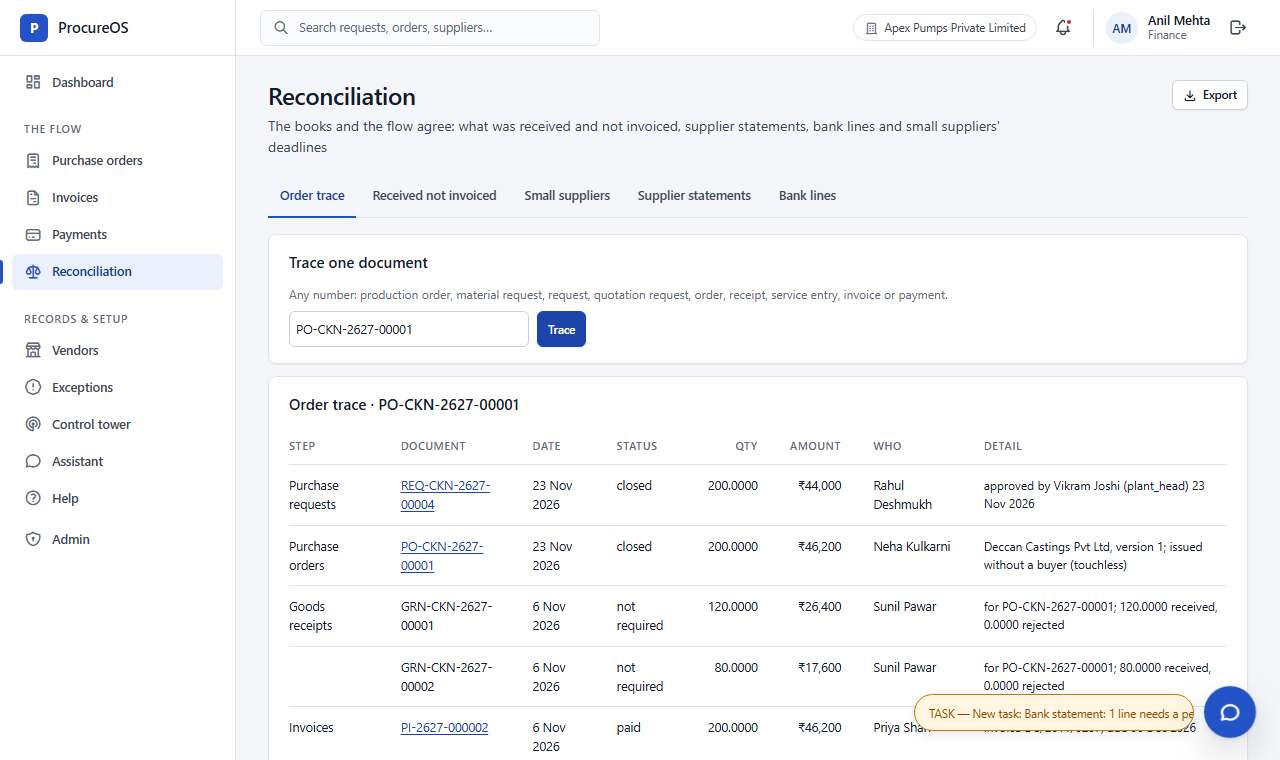 P ProcureOS
Search requests, orders, suppliers...
Apex Pumps Private Limited
AM
Anil Mehta
Finance
Dashboard
THE FLOW
Purchase orders
Invoices
Payments
Reconciliation
RECORDS & SETUP
Vendors
Exceptions
Control tower
Assistant
Help
Admin
Reconciliation
Export
The books and the flow agree: what was received and not invoiced, supplier statements, bank lines and small suppliers'
deadlines
Order trace Received not invoiced Small suppliers Supplier statements Bank lines
Trace one document
Any number: production order, material request, request, quotation request, order, receipt, service entry, invoice or payment.
PO-CKN-2627-00001 Trace
Order trace · PO-CKN-2627-00001
STEP DOCUMENT DATE STATUS QTY AMOUNT WHO DETAIL
Purchase REQ-CKN-2627- 23 Nov closed 200.0000 ₹44,000 Rahul approved by Vikram Joshi (plant_head) 23
requests 00004 2026 Deshmukh Nov 2026
Purchase PO-CKN-2627- 23 Nov closed 200.0000 ₹46,200 Neha Kulkarni Deccan Castings Pvt Ltd, version 1; issued
orders 00001 2026 without a buyer (touchless)
Goods GRN-CKN-2627- 6 Nov not 120.0000 ₹26,400 Sunil Pawar for PO-CKN-2627-00001; 120.0000 received,
receipts 00001 2026 required 0.0000 rejected
GRN-CKN-2627- 6 Nov not 80.0000 ₹17,600 Sunil Pawar for PO-CKN-2627-00001; 80.0000 received,
00002 2026 required 0.0000 rejected
Invoices PI-2627-000002 6 Nov paid 200.0000 ₹46,200 Priya
2026
TASK — New task: Bank statement: 1 line needs a pe